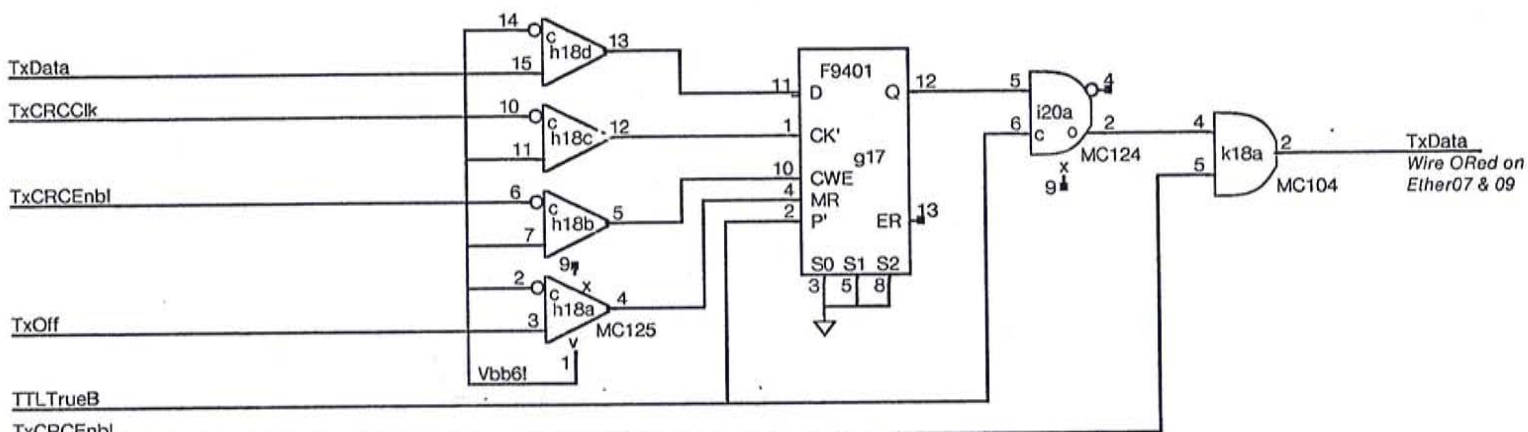 14
c
h18d
13
TxData
15
TxCRCClk
10
c
h18c
12
11
TxCRCEnbl
6
c
h18b
5
7
9
2
x
c
h18a
4
TxOff
3
MC125
v
1
Vbb6!
TTLTrueB
TxCRCEnbl
F9401
11
D
Q
12
1
CK'
g17
10
CWE
4
MR
2
P'
ER
13
S0 S1 S2
3 5 8
5
4
i20a
6
c
o
2
MC124
x
9
4
k18a
2
5
MC104
TxData
Wire ORed on
Ether07 & 09